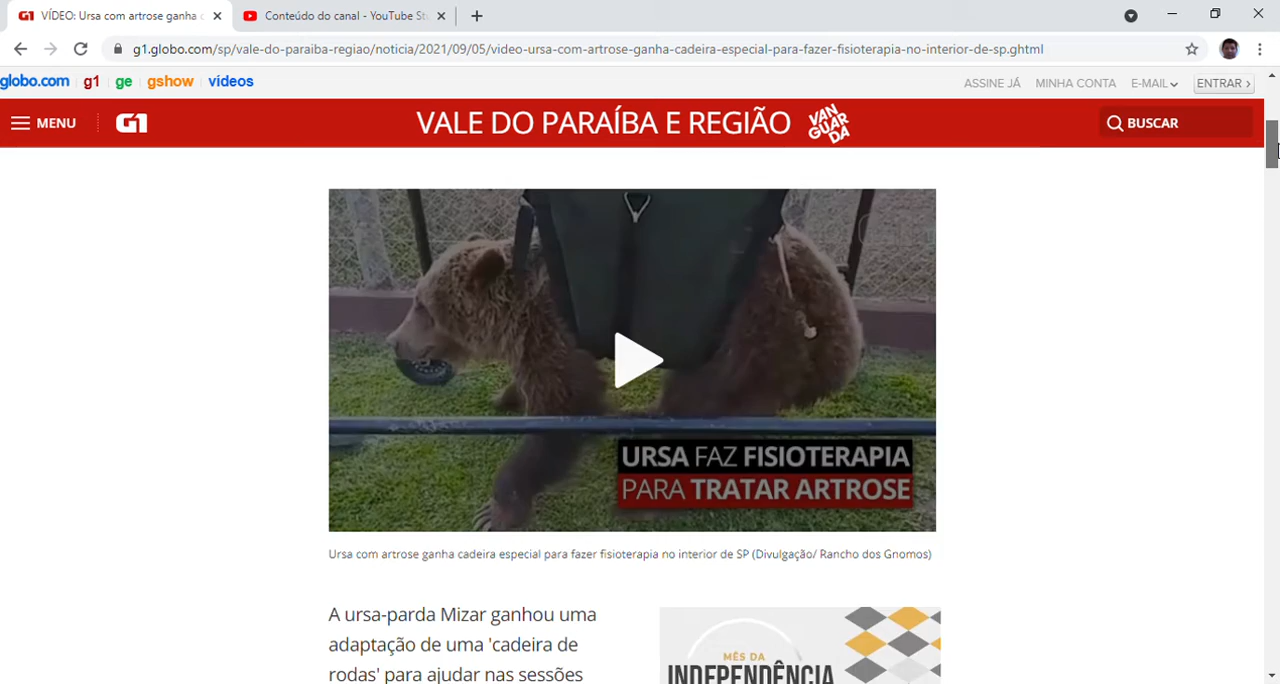 VÍDEO: Ursa com artrose ganha c
Conteúdo do canal - YouTube St
g1.globo.com/sp/vale-do-paraiba-regiao/noticia/2021/09/05/video-ursa-com-artrose-ganha-cadeira-especial-para-fazer-fisioterapia-no-interior-de-sp.ghtml
globo.com g1 ge gshow videos ASSINE JÁ MINHA CONTA E-MAIL ENTRAR ›
MENU G1 VALE DO PARAÍBA E REGIÃO VANGUARDA BUSCAR
URSA FAZ FISIOTERAPIA
PARA TRATAR ARTROSE
Ursa com artrose ganha cadeira especial para fazer fisioterapia no interior de SP (Divulgação/ Rancho dos Gnomos)
A ursa-parda Mizar ganhou uma
adaptação de uma 'cadeira de
rodas' para ajudar nas sessões
MÊS DA
INDEPENDÊNCIA